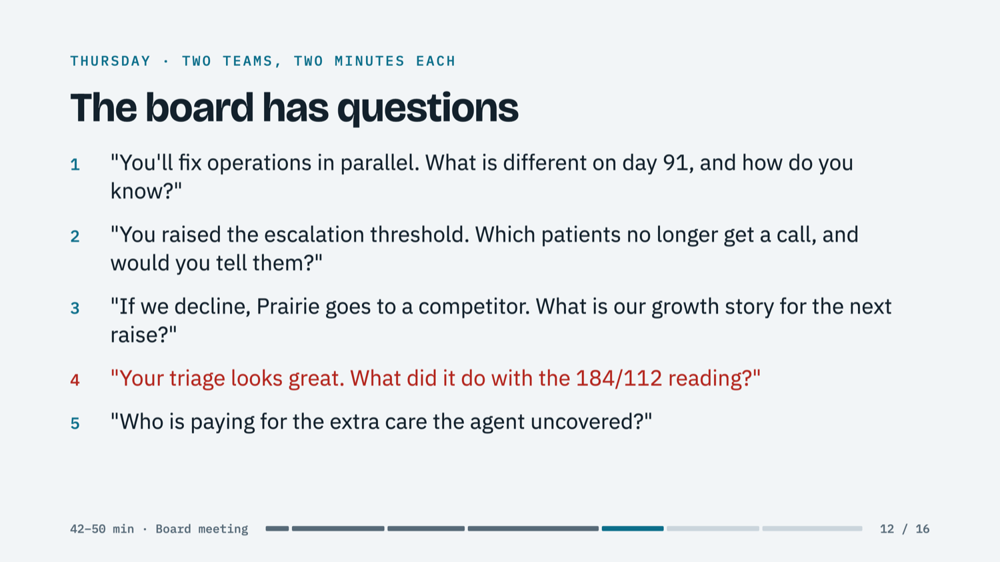 THURSDAY · TWO TEAMS, TWO MINUTES EACH
The board has questions
1 "You'll fix operations in parallel. What is different on day 91, and how do you
know?"
2 "You raised the escalation threshold. Which patients no longer get a call, and
would you tell them?"
3 "If we decline, Prairie goes to a competitor. What is our growth story for the next
raise?"
4 "Your triage looks great. What did it do with the 184/112 reading?"
5 "Who is paying for the extra care the agent uncovered?"
42–50 min · Board meeting
12 / 16